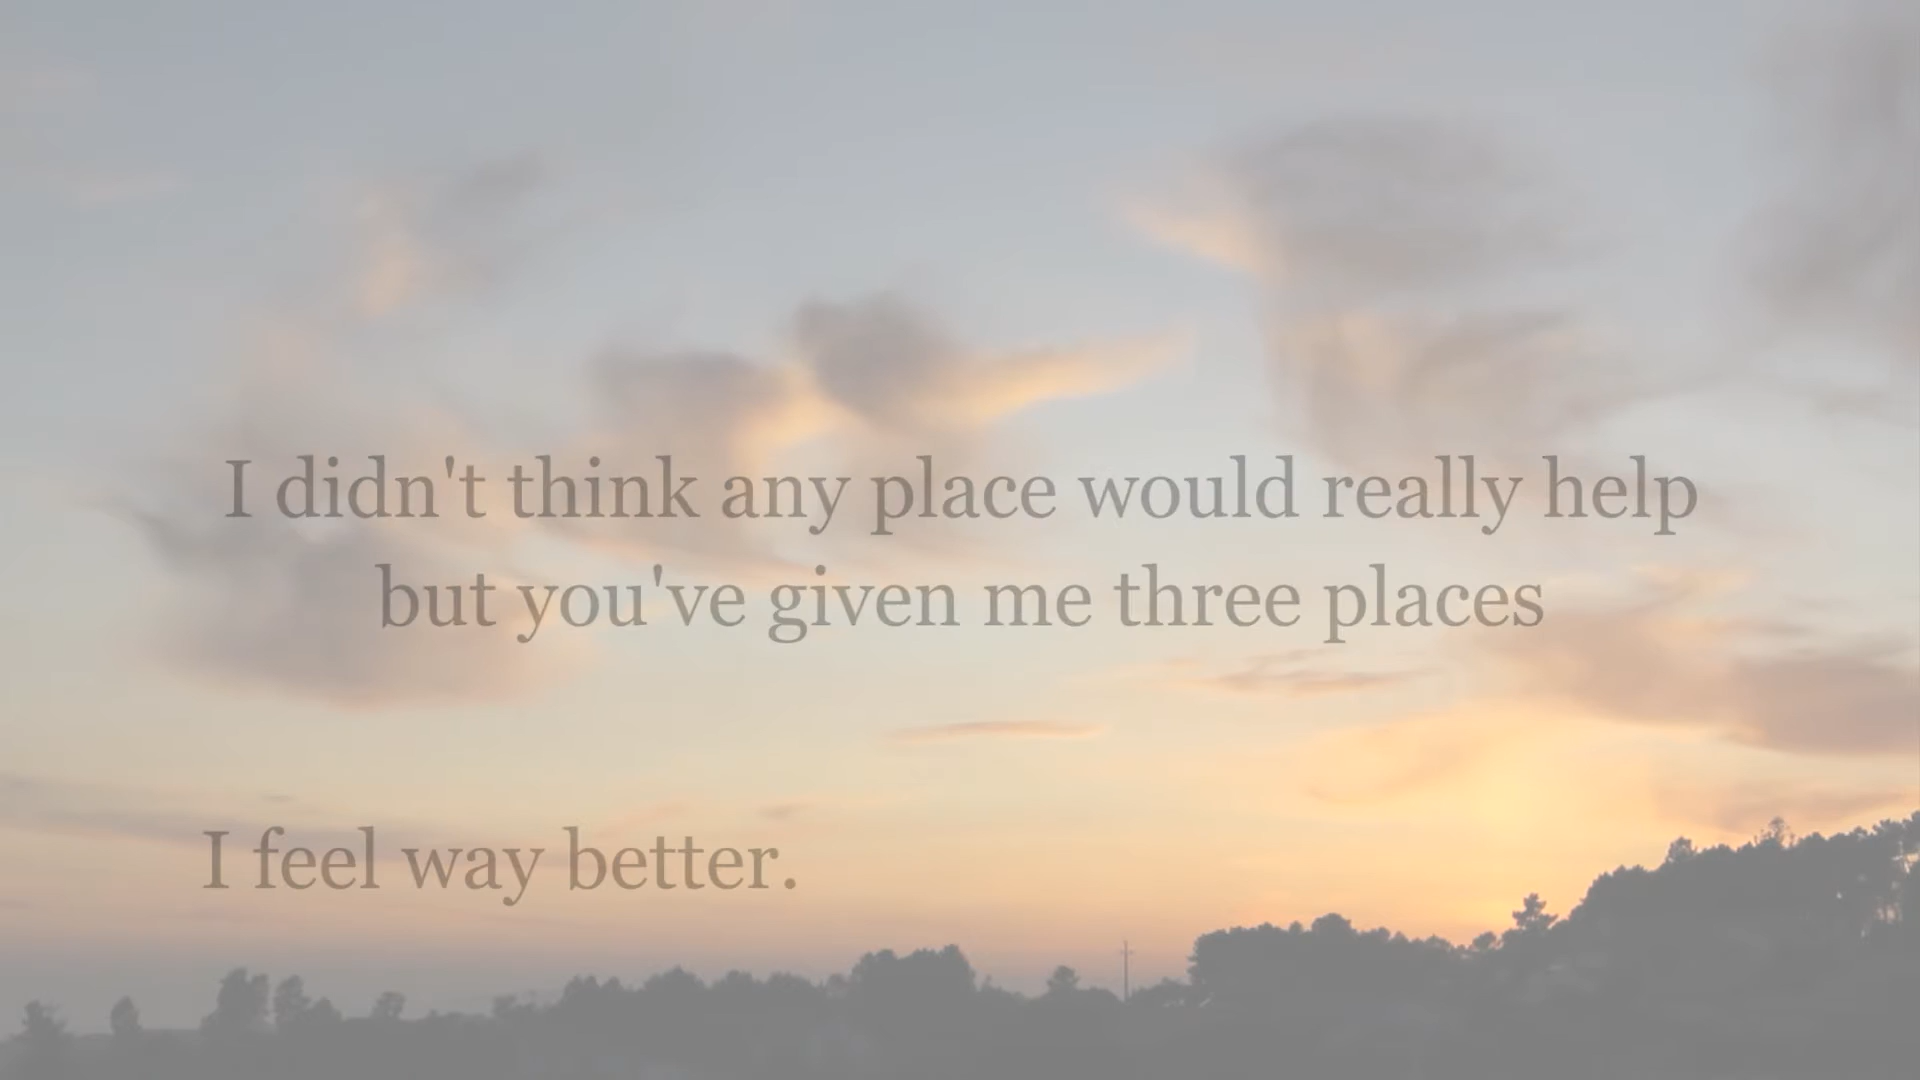 I didn't think any place would really help
but you've given me three places
I feel way better.